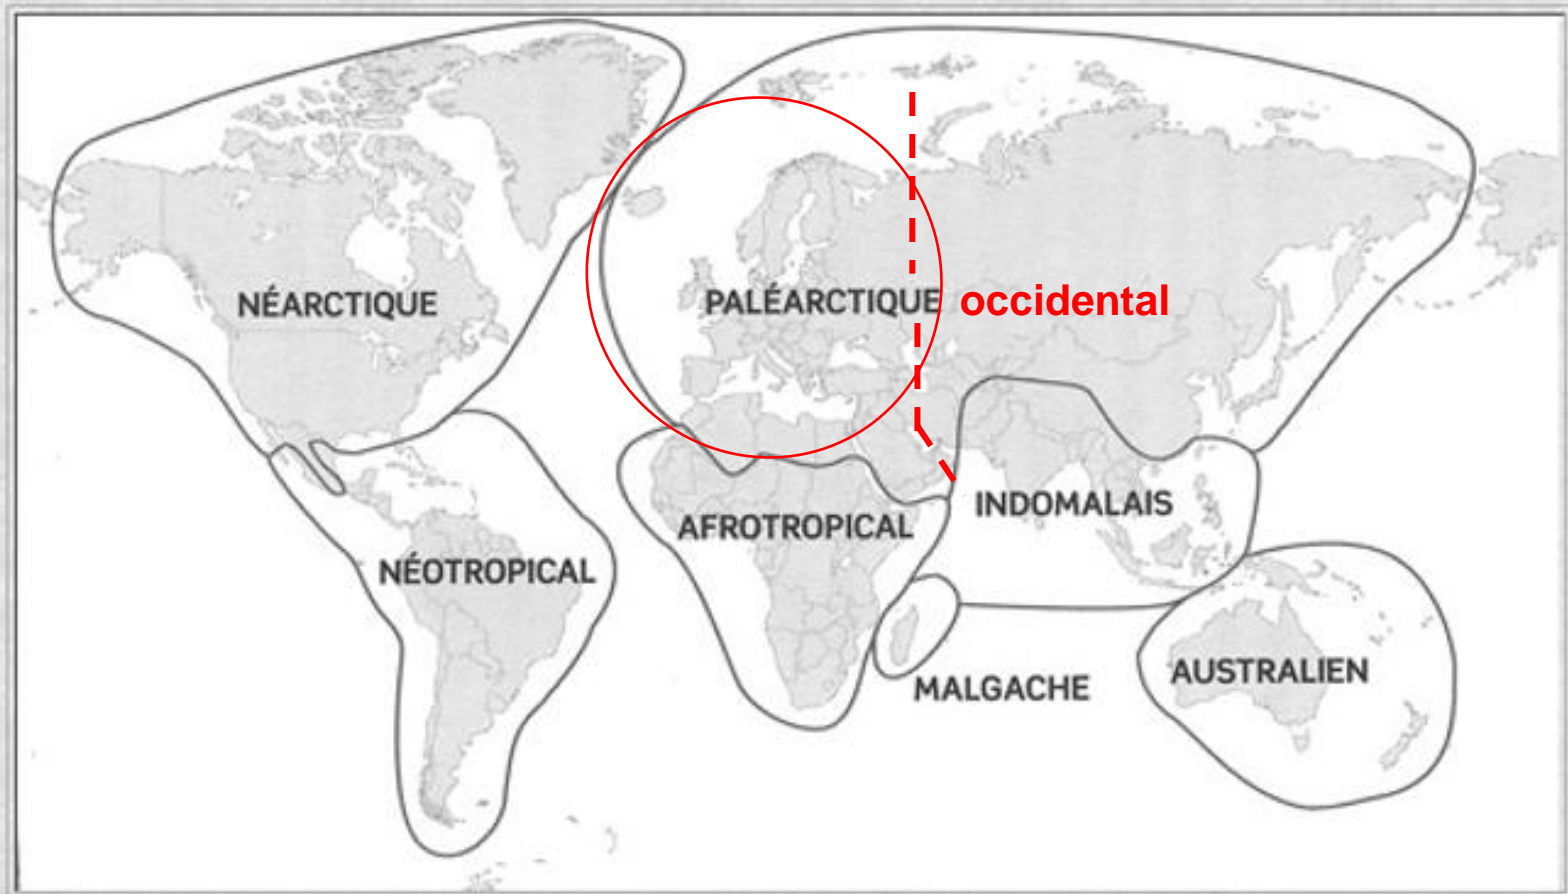 NÉARCTIQUE
PALÉARCTIQUE occidental
INDOMALAIS
AFROTROPICAL
NÉOTROPICAL
MALGACHE
AUSTRALIEN